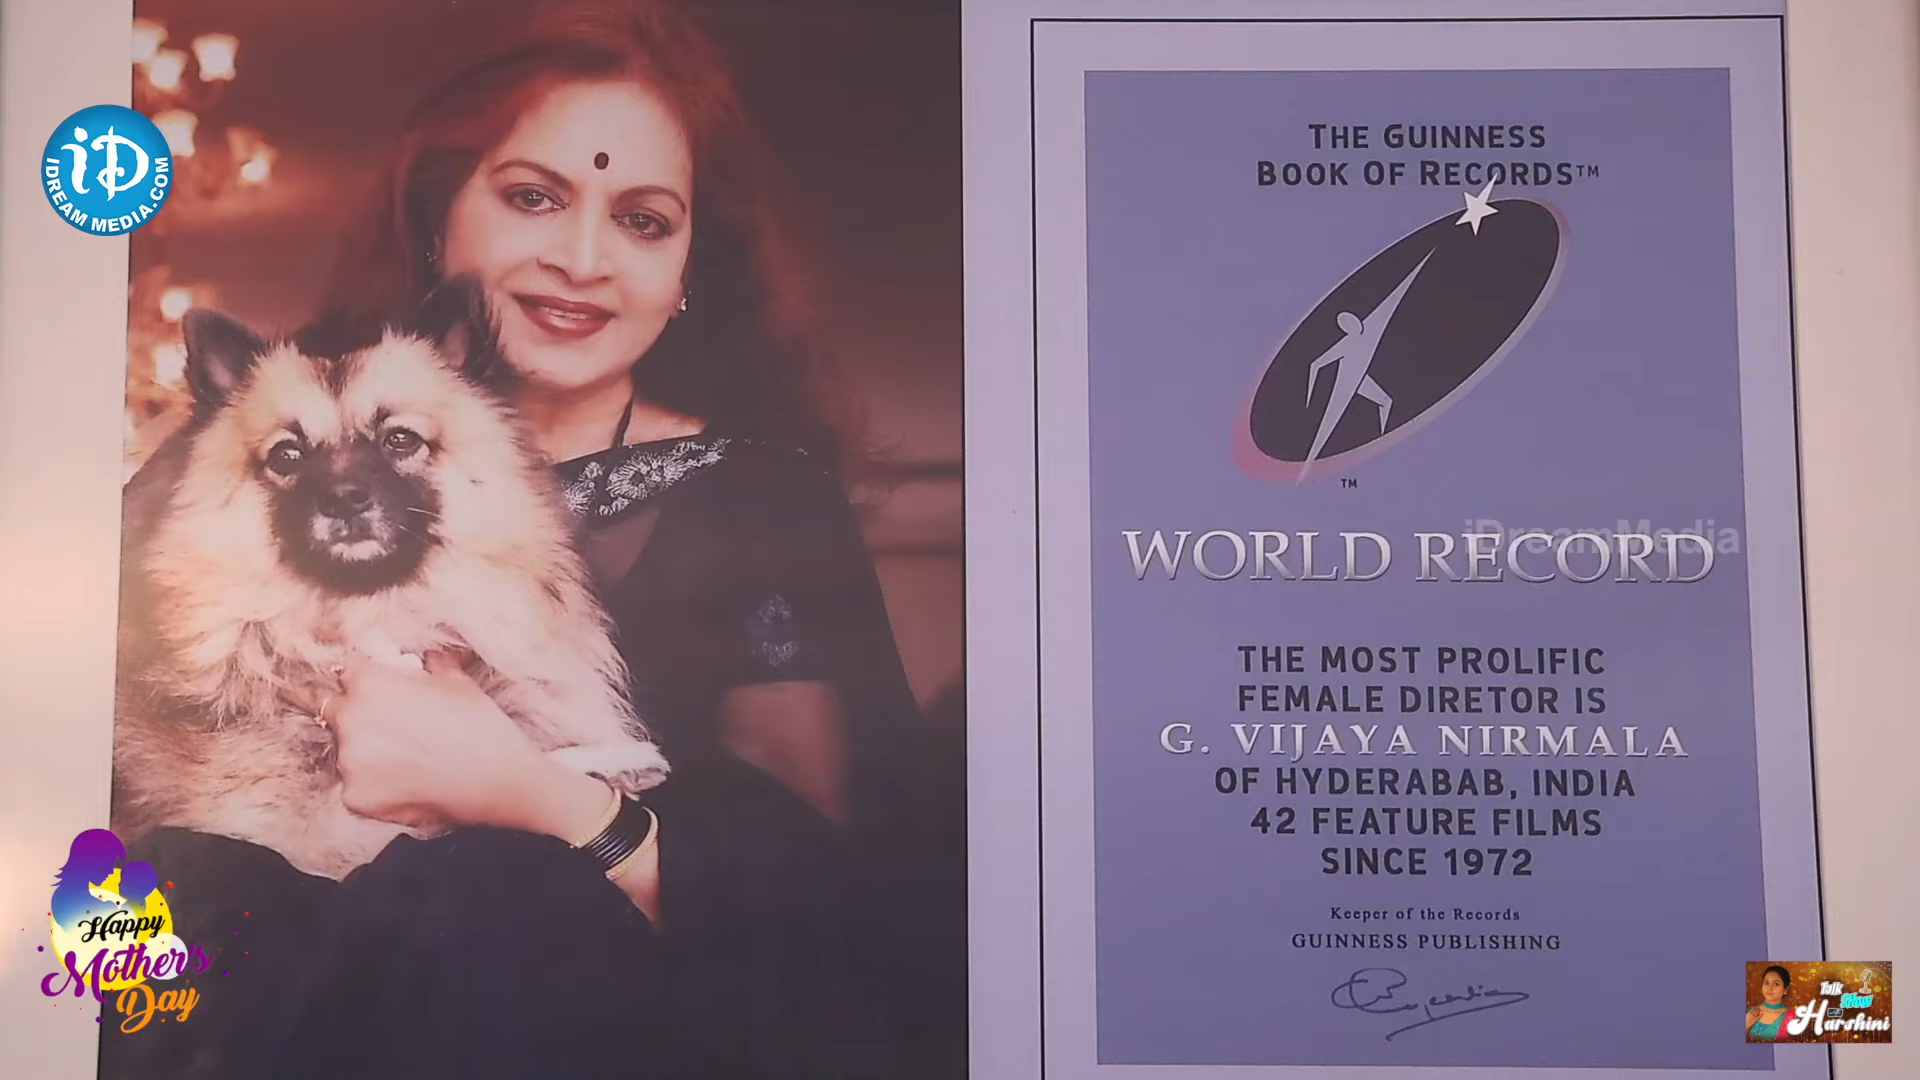 iD
IDREAM MEDIA.COM
THE GUINNESS
BOOK OF RECORDS™
TM
iDreamMedia
WORLD RECORD
THE MOST PROLIFIC
FEMALE DIRETOR IS
G. VIJAYA NIRMALA
OF HYDERABAB, INDIA
42 FEATURE FILMS
SINCE 1972
Keeper of the Records
GUINNESS PUBLISHING
Happy
Mother's
Day
Talk
Show
with
Harshini